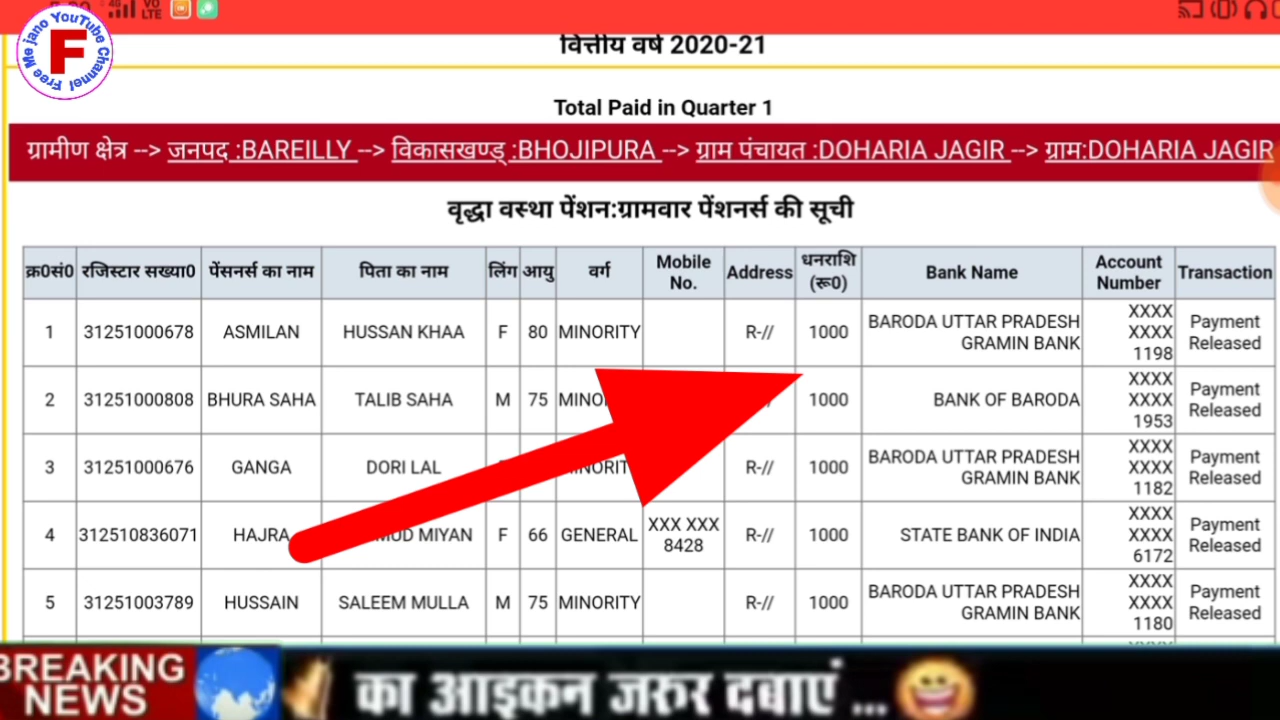 4G VO LTE
Free Me jano YouTube Channel
F
वित्तीय वर्ष 2020-21
Total Paid in Quarter 1
ग्रामीण क्षेत्र --> जनपद :BAREILLY --> विकासखण्ड् :BHOJIPURA --> ग्राम पंचायत :DOHARIA JAGIR --> ग्राम:DOHARIA JAGIR
वृद्धा वस्था पेंशन:ग्रामवार पेंशनर्स की सूची
क्र0सं0 रजिस्टार सख्या0 पेंसनर्स का नाम पिता का नाम लिंग आयु वर्ग Mobile No. Address धनराशि (रू0) Bank Name Account Number Transaction
1 31251000678 ASMILAN HUSSAN KHAA F 80 MINORITY R-// 1000 BARODA UTTAR PRADESH GRAMIN BANK XXXX XXXX 1198 Payment Released
2 31251000808 BHURA SAHA TALIB SAHA M 75 1000 BANK OF BARODA XXXX XXXX 1953 Payment Released
3 31251000676 GANGA DORI LAL R-// 1000 BARODA UTTAR PRADESH GRAMIN BANK XXXX XXXX 1182 Payment Released
4 312510836071 HAJRA MIYAN F 66 GENERAL XXX XXX 8428 R-// 1000 STATE BANK OF INDIA XXXX XXXX 6172 Payment Released
5 31251003789 HUSSAIN SALEEM MULLA M 75 MINORITY R-// 1000 BARODA UTTAR PRADESH GRAMIN BANK XXXX XXXX 1180 Payment Released
BREAKING NEWS
का आइकन जरुर दबाएं ...